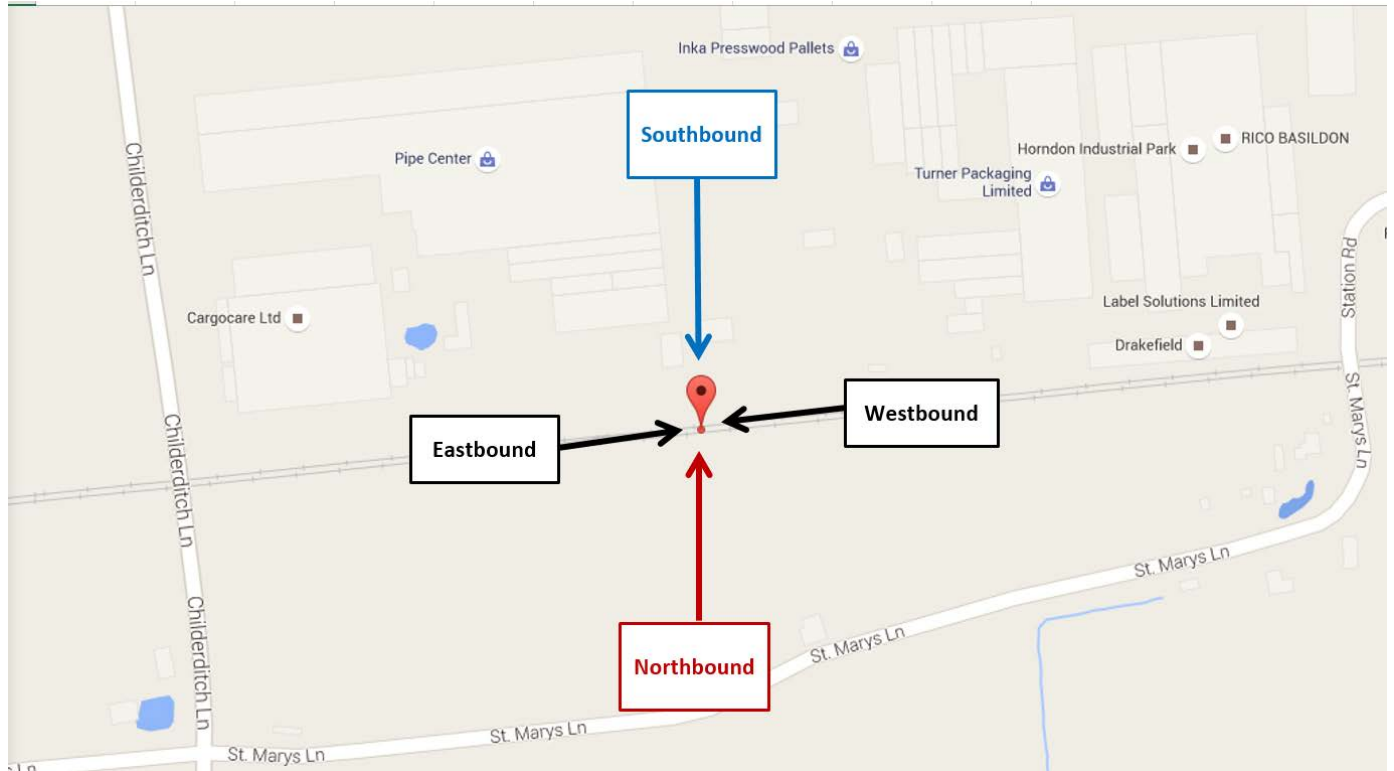 Inka Presswood Pallets
Southbound
Pipe Center
Horndon Industrial Park
RICO BASILDON
Turner Packaging
Limited
Childerditch Ln
Station Rd
Cargocare Ltd
Label Solutions Limited
Drakefield
Eastbound
Westbound
St. Marys Ln
Childerditch Ln
St. Marys Ln
Childerditch Ln
Northbound
St. Marys Ln
St. Marys Ln
St. Marys Ln
Ln